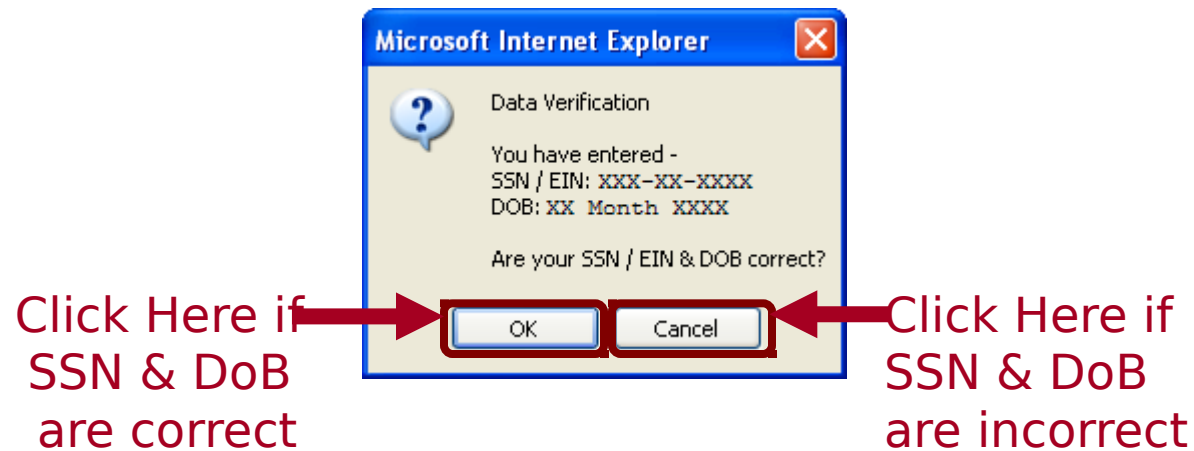 Microsoft Internet Explorer
?
Data Verification
You have entered -
SSN / EIN: XXX-XX-XXXX
DOB: XX Month XXXX
Are your SSN / EIN & DOB correct?
OK
Cancel
Click Here if
SSN & DoB
are correct
Click Here if
SSN & DoB
are incorrect